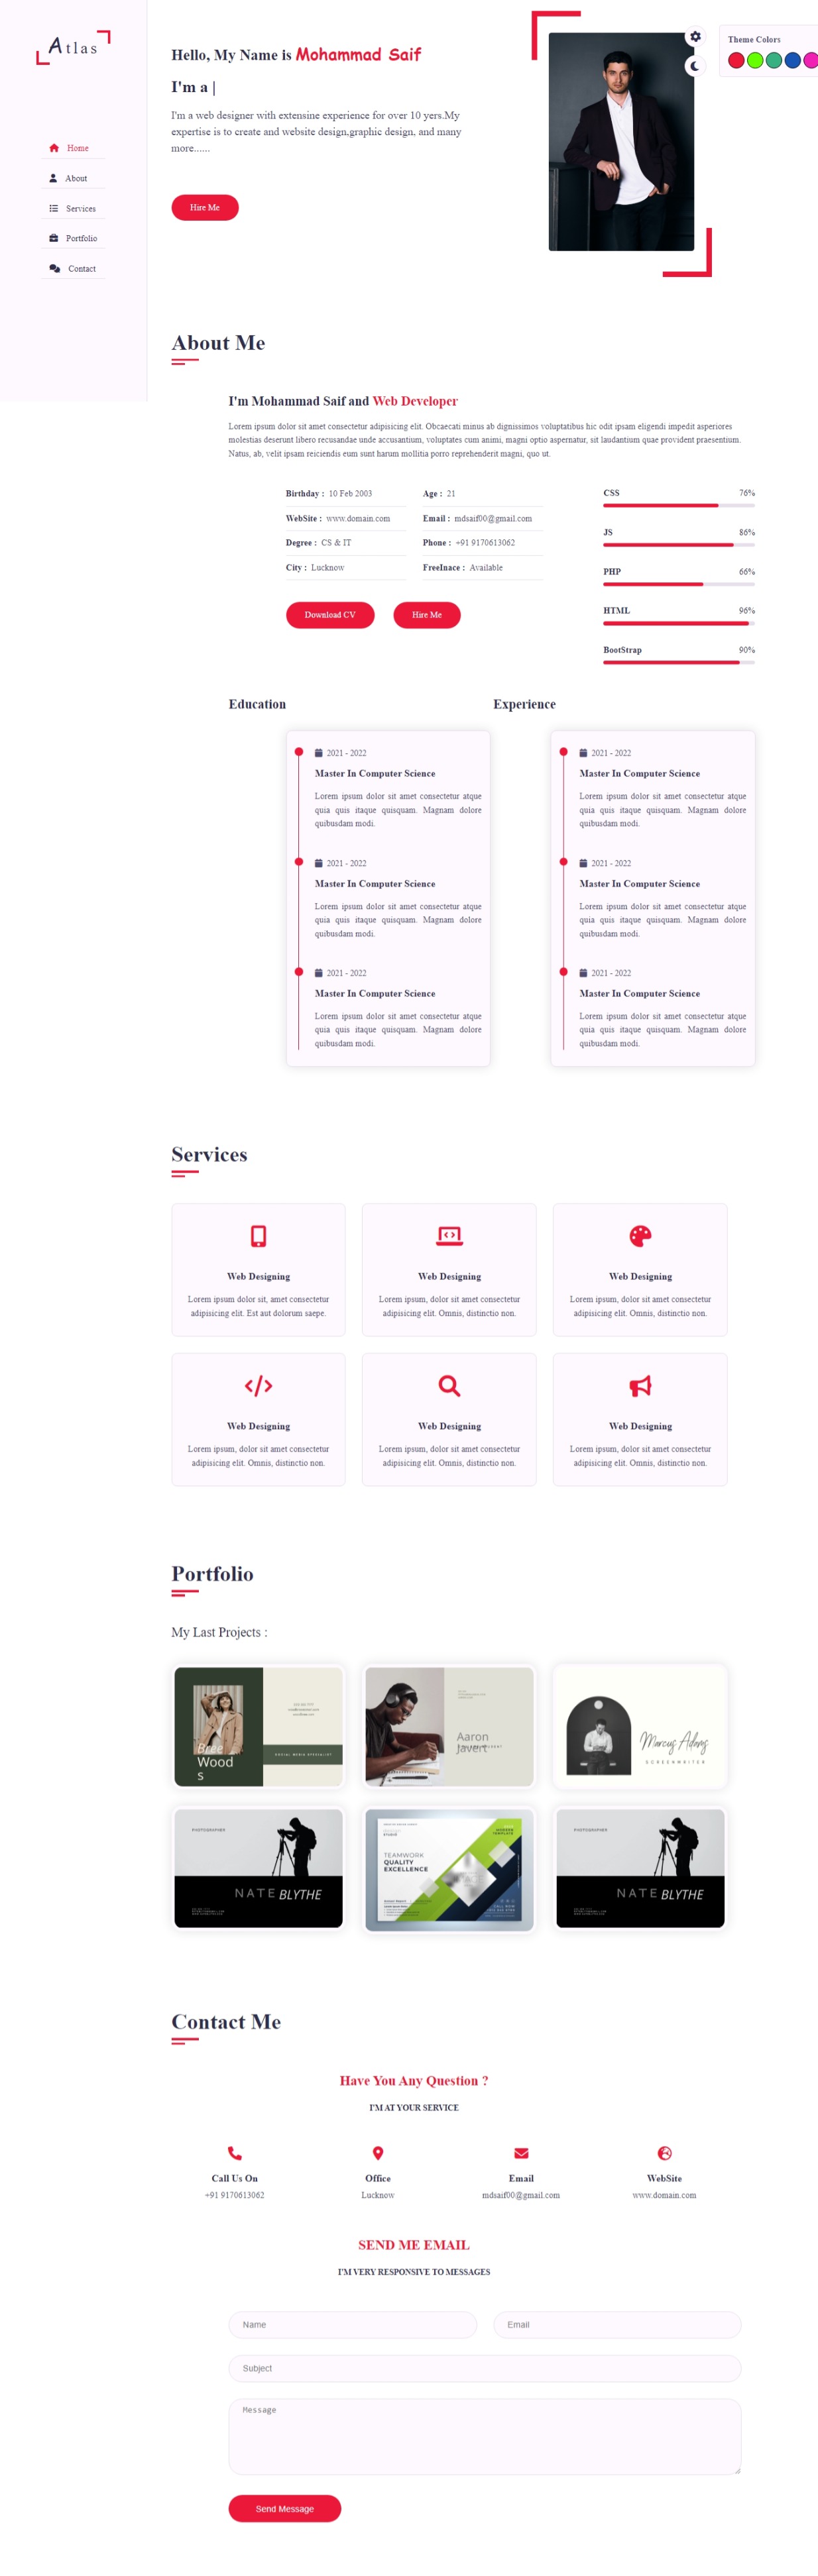 Atlas
Home
About
Services
Portfolio
Contact
Hello, My Name is Mohammad Saif
I'm a |
I'm a web designer with extensine experience for over 10 yers.My
expertise is to create and website design,graphic design, and many
more......
Hire Me
Theme Colors
About Me
I'm Mohammad Saif and Web Developer
Lorem ipsum dolor sit amet consectetur adipisicing elit. Obcaecati minus ab dignissimos voluptatibus hic odit ipsam eligendi impedit asperiores
molestias deserunt libero recusandae unde accusantium, voluptates cum animi, magni optio aspernatur, sit laudantium quae provident praesentium.
Natus, ab, velit ipsam reiciendis eum sunt harum mollitia porro reprehenderit magni, quo ut.
Birthday : 10 Feb 2003
Age : 21
WebSite : www.domain.com
Email : mdsaif00@gmail.com
Degree : CS & IT
Phone : +91 9170613062
City : Lucknow
FreeInace : Available
Download CV
Hire Me
CSS 76%
JS 86%
PHP 66%
HTML 96%
BootStrap 90%
Education
2021 - 2022
Master In Computer Science
Lorem ipsum dolor sit amet consectetur atque
quia quis itaque quisquam. Magnam dolore
quibusdam modi.
2021 - 2022
Master In Computer Science
Lorem ipsum dolor sit amet consectetur atque
quia quis itaque quisquam. Magnam dolore
quibusdam modi.
2021 - 2022
Master In Computer Science
Lorem ipsum dolor sit amet consectetur atque
quia quis itaque quisquam. Magnam dolore
quibusdam modi.
Experience
2021 - 2022
Master In Computer Science
Lorem ipsum dolor sit amet consectetur atque
quia quis itaque quisquam. Magnam dolore
quibusdam modi.
2021 - 2022
Master In Computer Science
Lorem ipsum dolor sit amet consectetur atque
quia quis itaque quisquam. Magnam dolore
quibusdam modi.
2021 - 2022
Master In Computer Science
Lorem ipsum dolor sit amet consectetur atque
quia quis itaque quisquam. Magnam dolore
quibusdam modi.
Services
Web Designing
Lorem ipsum dolor sit, amet consectetur
adipisicing elit. Est aut dolorum saepe.
Web Designing
Lorem ipsum, dolor sit amet consectetur
adipisicing elit. Omnis, distinctio non.
Web Designing
Lorem ipsum, dolor sit amet consectetur
adipisicing elit. Omnis, distinctio non.
Web Designing
Lorem ipsum, dolor sit amet consectetur
adipisicing elit. Omnis, distinctio non.
Web Designing
Lorem ipsum, dolor sit amet consectetur
adipisicing elit. Omnis, distinctio non.
Web Designing
Lorem ipsum, dolor sit amet consectetur
adipisicing elit. Omnis, distinctio non.
Portfolio
My Last Projects :
Bree
Wood
s
SOCIAL MEDIA SPECIALIST
Aaron
Javert
Marcus Adams
SCREENWRITER
PHOTOGRAPHER
NATE BLYTHE
TEAMWORK
QUALITY
EXCELLENCE
PHOTOGRAPHER
NATE BLYTHE
Contact Me
Have You Any Question ?
I'M AT YOUR SERVICE
Call Us On
+91 9170613062
Office
Lucknow
Email
mdsaif00@gmail.com
WebSite
www.domain.com
SEND ME EMAIL
I'M VERY RESPONSIVE TO MESSAGES
Name
Email
Subject
Message
Send Message